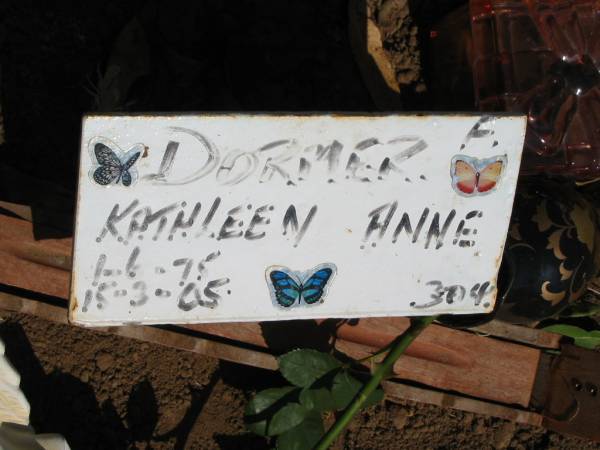 DORMER. F.
KATHLEEN ANNE
1-6-75
15-3-05. 304.